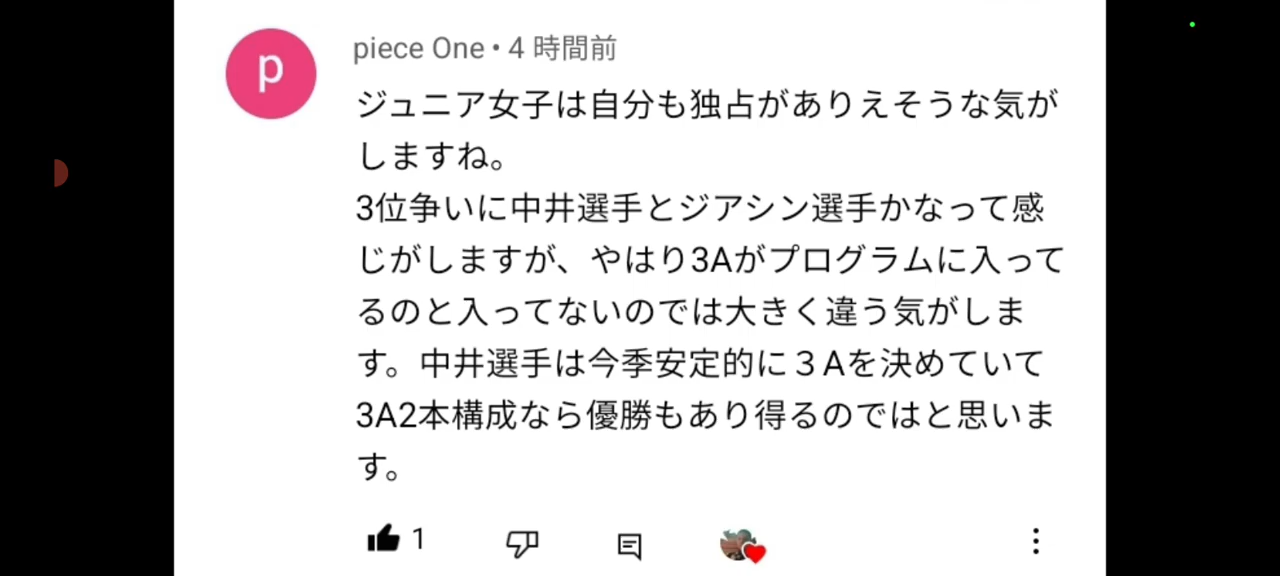 p
piece One • 4 時間前
ジュニア女子は自分も独占がありえそうな気が
しますね。
3位争いに中井選手とジアシン選手かなって感
じがしますが、やはり3Aがプログラムに入って
るのと入ってないのでは大きく違う気がしま
す。中井選手は今季安定的に３Aを決めていて
3A2本構成なら優勝もあり得るのではと思いま
す。
1